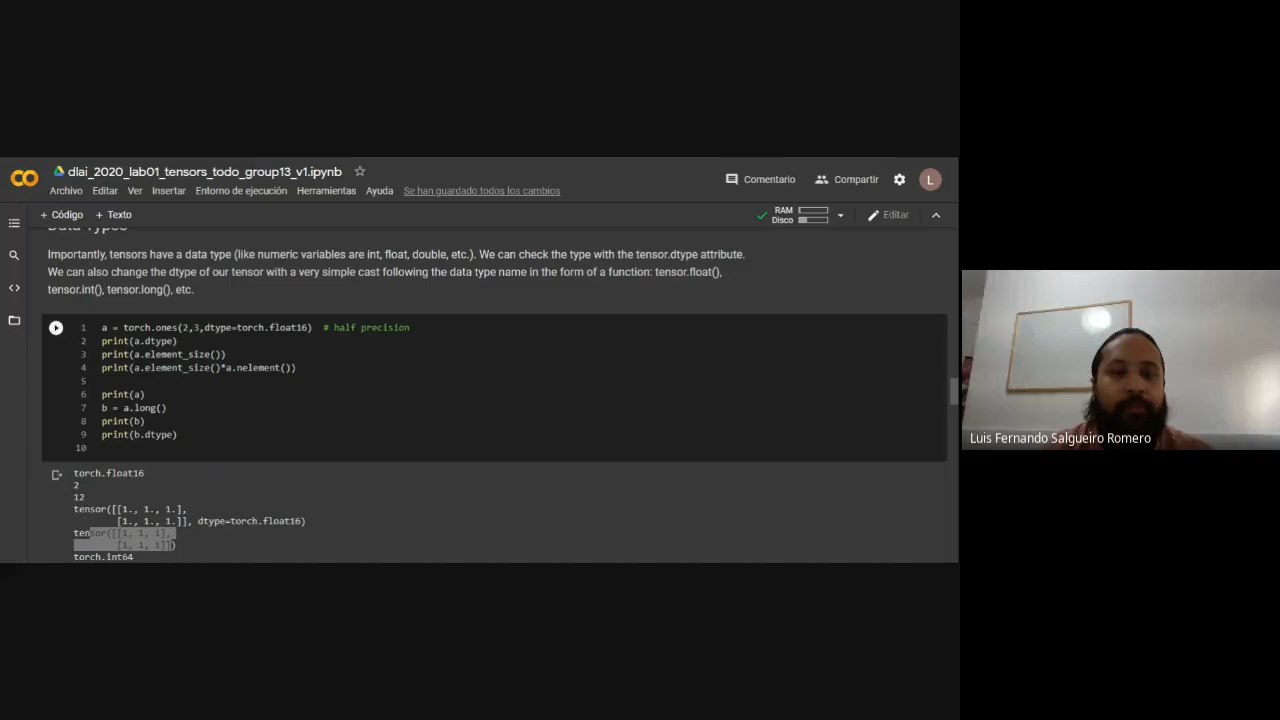 dlai_2020_lab01_tensors_todo_group13_v1.ipynb
Comentario
Compartir
L
Archivo Editar Ver Insertar Entorno de ejecución Herramientas Ayuda Se han guardado todos los cambios
+ Código + Texto
RAM
Disco
Editar
Data Types
Importantly, tensors have a data type (like numeric variables are int, float, double, etc.). We can check the type with the tensor.dtype attribute.
We can also change the dtype of our tensor with a very simple cast following the data type name in the form of a function: tensor.float(),
tensor.int(), tensor.long(), etc.
1 a = torch.ones(2,3,dtype=torch.float16) # half precision
2 print(a.dtype)
3 print(a.element_size())
4 print(a.element_size()*a.nelement())
5
6 print(a)
7 b = a.long()
8 print(b)
9 print(b.dtype)
10
torch.float16
2
12
tensor([[1., 1., 1.],
[1., 1., 1.]], dtype=torch.float16)
tensor([[1, 1, 1],
[1, 1, 1]])
torch.int64
Luis Fernando Salgueiro Romero